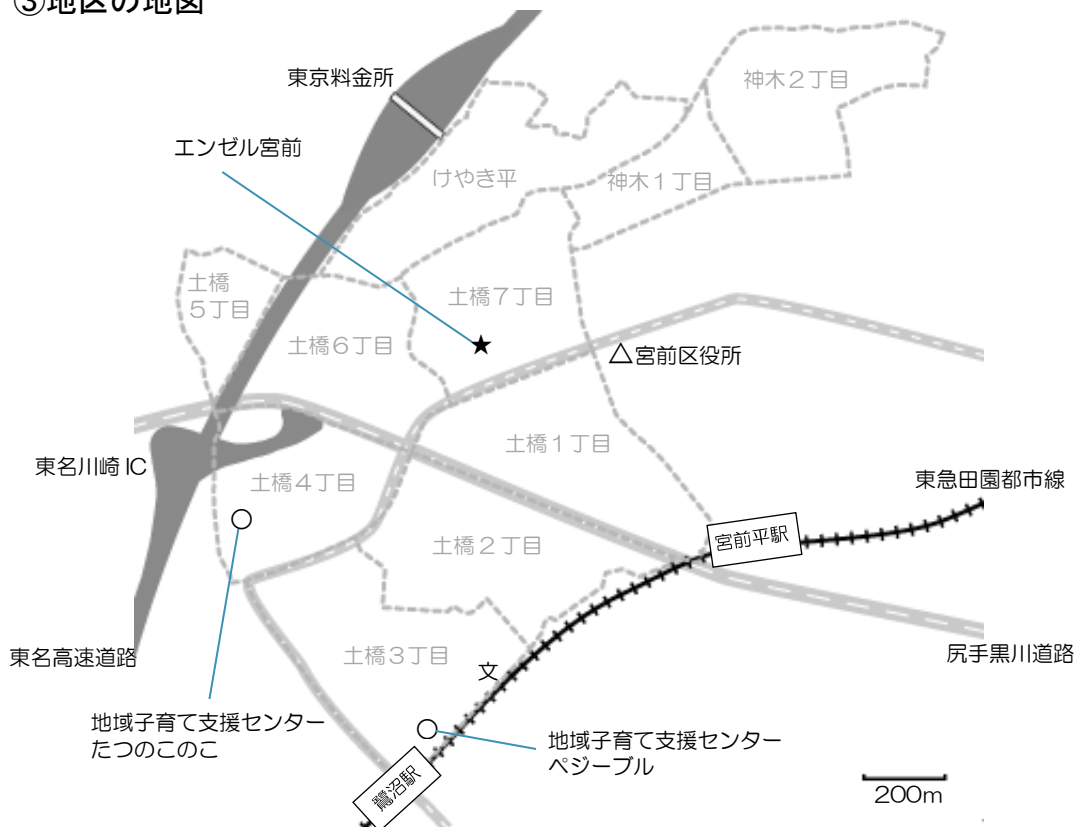 ③地区の地図
神木２丁目
東京料金所
エンゼル宮前
けやき平
神木１丁目
土橋
５丁目
土橋７丁目
土橋６丁目
△宮前区役所
土橋１丁目
東名川崎 IC
土橋４丁目
東急田園都市線
宮前平駅
土橋２丁目
東名高速道路
土橋３丁目
尻手黒川道路
文
地域子育て支援センター
たつのこのこ
地域子育て支援センター
ペジーブル
鷺沼駅
200m